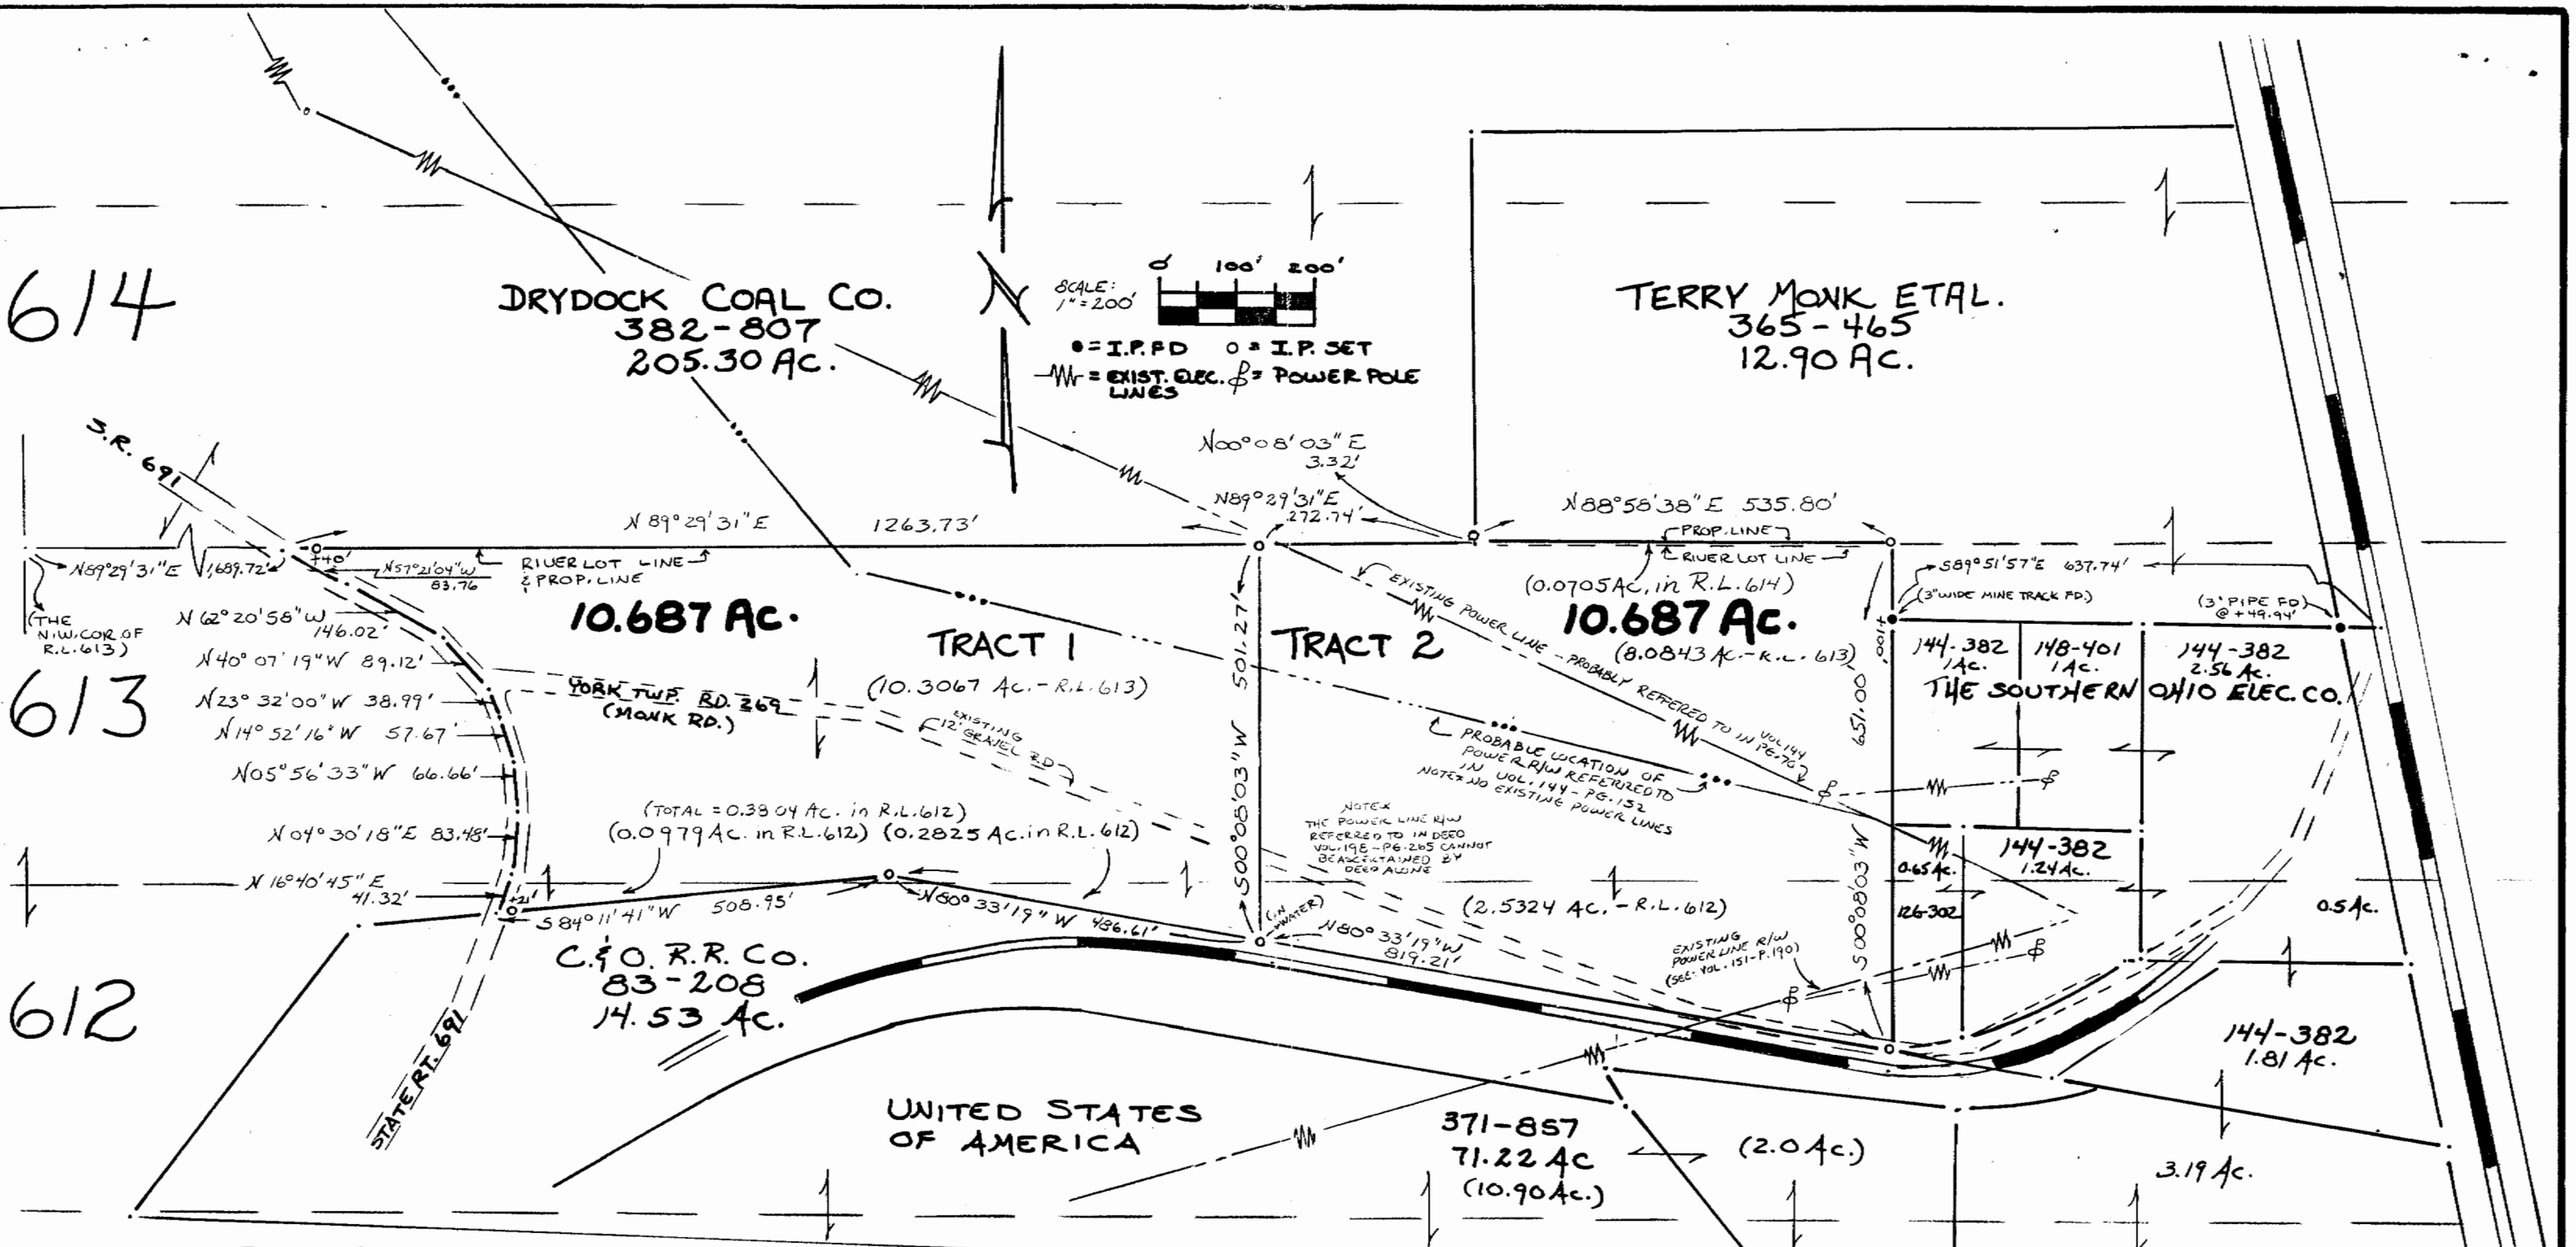 614
613
612
DRYDOCK COAL CO.
382-807
205.30 AC.
SCALE:
1" = 200'
0 100' 200'
● = I.P. FD ○ = I.P. SET
= EXIST. ELEC. LINES = POWER POLE
TERRY MONK ETAL.
365-465
12.90 AC.
S.R. 691
N00°08'03"E
3.32'
N89°29'31"E
272.74'
N88°58'38"E 535.80'
PROP. LINE
RIVER LOT LINE
(0.0705 AC. in R.L. 614)
10.687 Ac.
(8.0843 AC. - R.L. 613)
N 89°29'31"E 1263.73'
RIVER LOT LINE
& PROP. LINE
N89°29'31"E 1,689.72'
+40'
N57°21'04"W
83.76
(THE
N.W. COR. OF
R.L. 613)
N 62°20'58"W
146.02'
N40°07'19"W 89.12'
N23°32'00"W 38.99'
N14°52'16"W 57.67'
N05°56'33"W 66.66'
N04°30'18"E 83.48'
N16°40'45"E
41.32'
+21'
10.687 Ac.
TRACT 1
(10.3067 AC. - R.L. 613)
YORK TWP. RD. 269
(MONK RD.)
EXISTING
12' GRAVEL RD
(TOTAL = 0.3804 AC. in R.L. 612)
(0.0979 AC. in R.L. 612) (0.2825 AC. in R.L. 612)
S84°11'41"W 508.95'
N80°33'19"W 486.61'
S00°08'03"W 501.27'
TRACT 2
EXISTING POWER LINE - PROBABLY REFERRED TO IN VOL 144
PG-70
PROBABLE LOCATION OF
POWER R/W REFERRED TO
IN VOL. 144 - PG. 152
NOTE* NO EXISTING POWER LINES
NOTE*
THE POWER LINE R/W
REFERRED TO IN DEED
VOL. 198 - PG. 265 CANNOT
BE ASCERTAINED BY
DEED ALONE
(IN
WATER)
N80°33'19"W
819.21'
(2.5324 AC. - R.L. 612)
EXISTING
POWER LINE R/W
(SEE: VOL. 151-P. 190)
+100'
651.00'
S00°08'03"W
S89°51'57"E 637.74'
(3" WIDE MINE TRACK FD.)
(3" PIPE FD)
@ +49.94'
144-382
1 AC.
148-401
1 AC.
144-382
2.56 AC.
THE SOUTHERN OHIO ELEC. CO.
144-382
1.24 AC.
0.65 AC.
126-302
0.5 AC.
144-382
1.81 AC.
3.19 AC.
C. & O. R.R. CO.
83-208
14.53 AC.
STATE RT. 691
UNITED STATES
OF AMERICA
371-857
71.22 AC
(10.90 AC.)
(2.0 AC.)